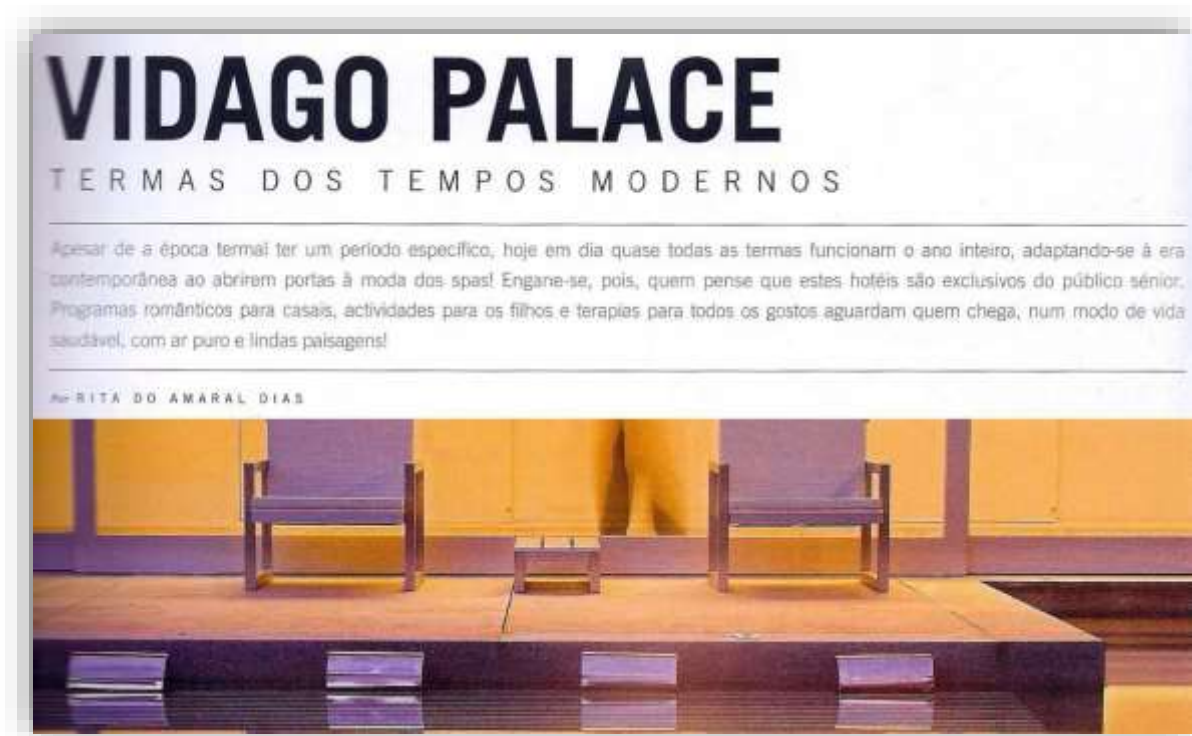 VIDAGO PALACE
TERMAS DOS TEMPOS MODERNOS
Apesar de a época termal ter um período específico, hoje em dia quase todas as termas funcionam o ano inteiro, adaptando-se à era
contemporânea ao abrirem portas à moda dos spas! Engane-se, pois, quem pense que estes hotéis são exclusivos do público sénior.
Programas românticos para casais, actividades para os filhos e terapias para todos os gostos aguardam quem chega, num modo de vida
saudável, com ar puro e lindas paisagens!
Por RITA DO AMARAL DIAS